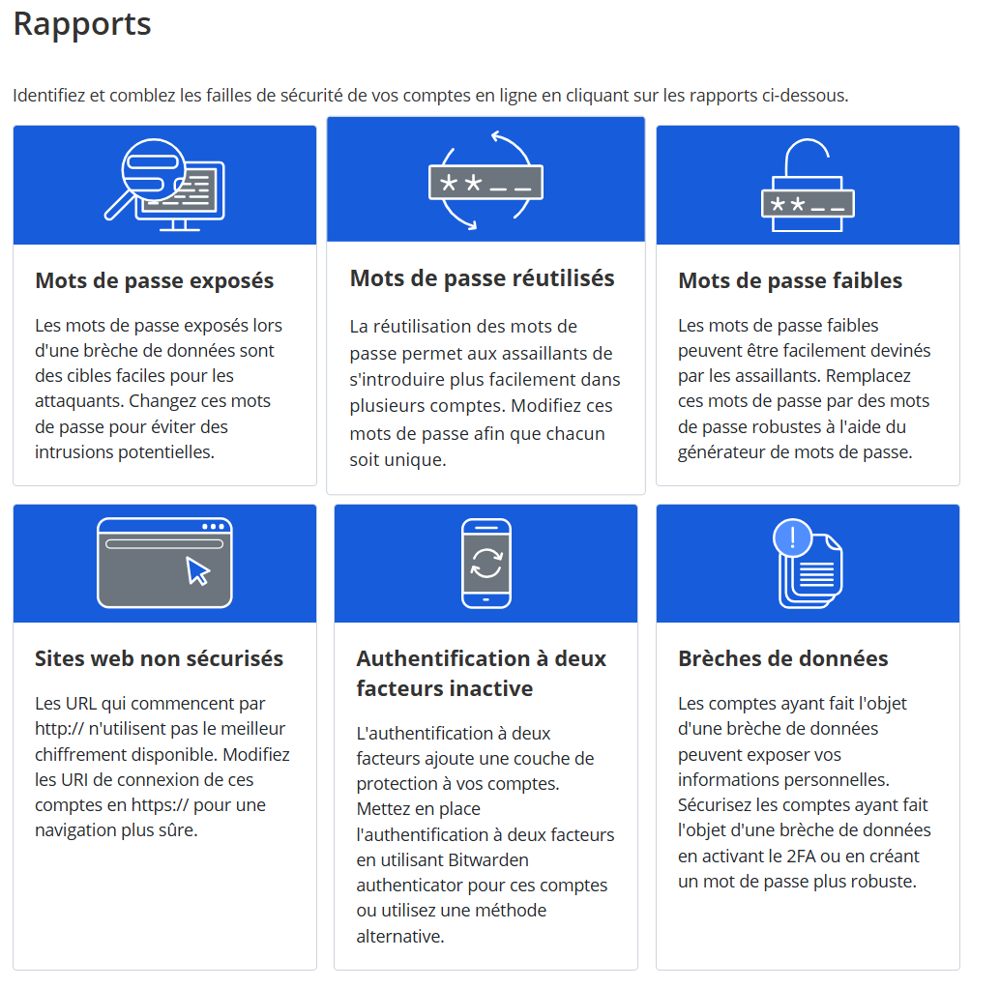 Rapports
Identifiez et comblez les failles de sécurité de vos comptes en ligne en cliquant sur les rapports ci-dessous.
Mots de passe exposés
Les mots de passe exposés lors
d'une brèche de données sont
des cibles faciles pour les
attaquants. Changez ces mots
de passe pour éviter des
intrusions potentielles.
**__
Mots de passe réutilisés
La réutilisation des mots de
passe permet aux assaillants de
s'introduire plus facilement dans
plusieurs comptes. Modifiez ces
mots de passe afin que chacun
soit unique.
**__
Mots de passe faibles
Les mots de passe faibles
peuvent être facilement devinés
par les assaillants. Remplacez
ces mots de passe par des mots
de passe robustes à l'aide du
générateur de mots de passe.
Sites web non sécurisés
Les URL qui commencent par
http:// n'utilisent pas le meilleur
chiffrement disponible. Modifiez
les URI de connexion de ces
comptes en https:// pour une
navigation plus sûre.
Authentification à deux
facteurs inactive
L'authentification à deux
facteurs ajoute une couche de
protection à vos comptes.
Mettez en place
l'authentification à deux facteurs
en utilisant Bitwarden
authenticator pour ces comptes
ou utilisez une méthode
alternative.
!
Brèches de données
Les comptes ayant fait l'objet
d'une brèche de données
peuvent exposer vos
informations personnelles.
Sécurisez les comptes ayant fait
l'objet d'une brèche de données
en activant le 2FA ou en créant
un mot de passe plus robuste.